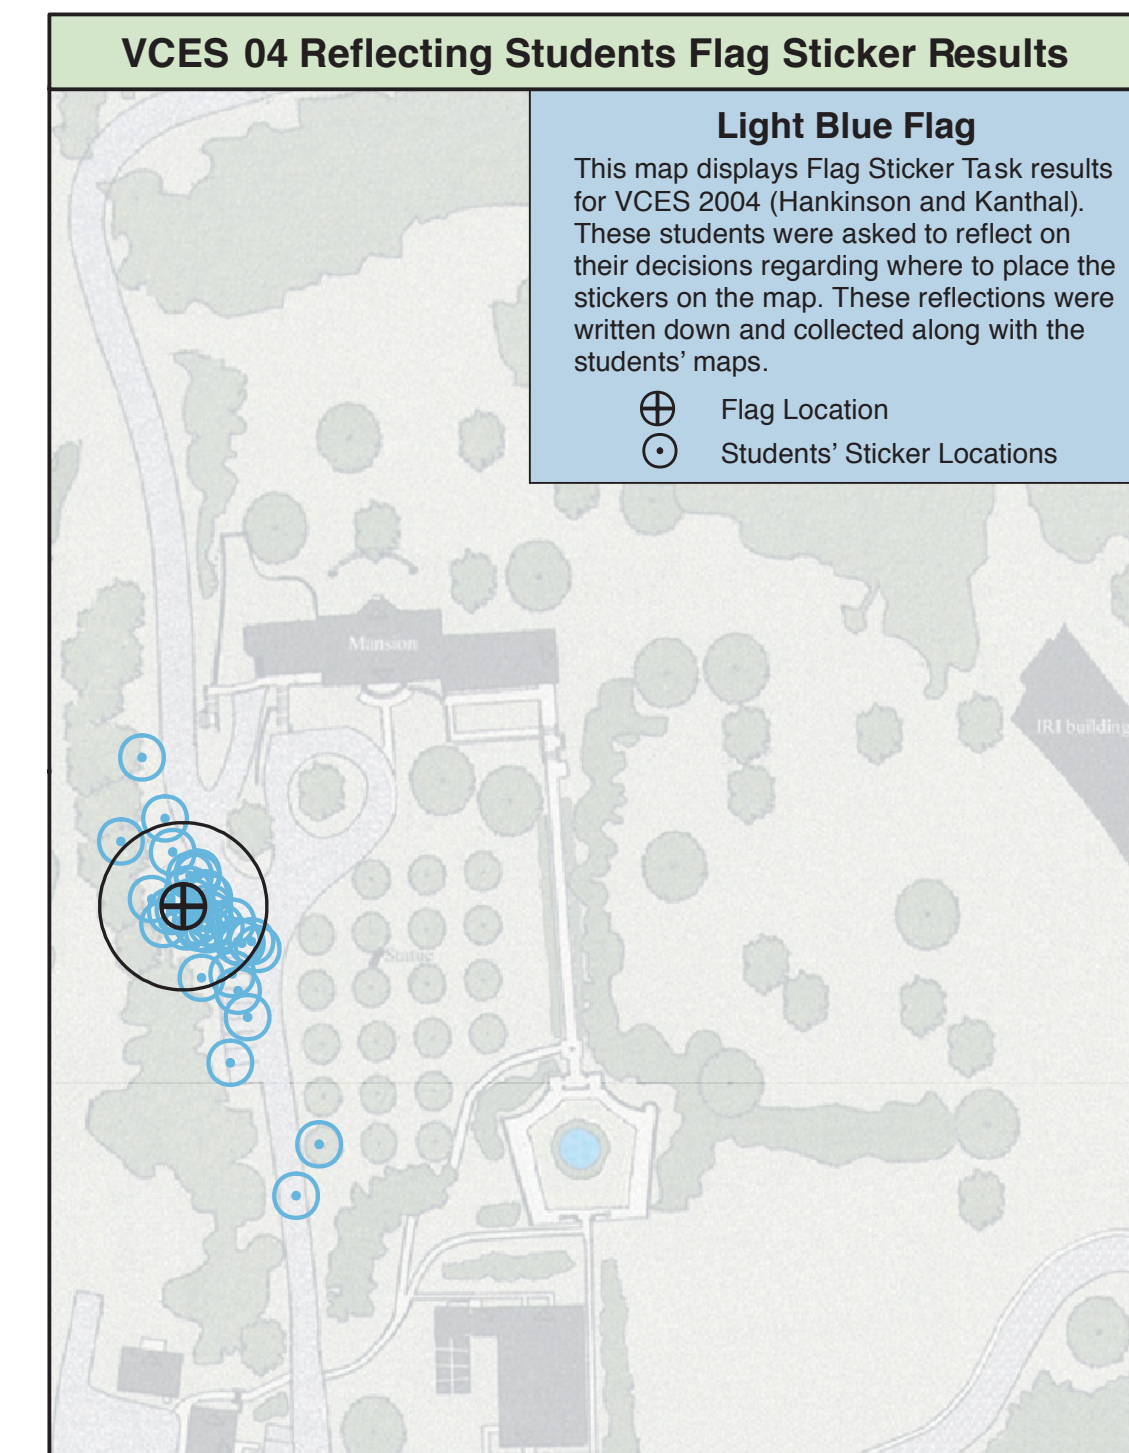 VCES 04 Reflecting Students Flag Sticker Results
Light Blue Flag
This map displays Flag Sticker Task results
for VCES 2004 (Hankinson and Kanthal).
These students were asked to reflect on
their decisions regarding where to place the
stickers on the map. These reflections were
written down and collected along with the
students’ maps.
Flag Location
Students’ Sticker Locations
Mansion
IRI building
Statue